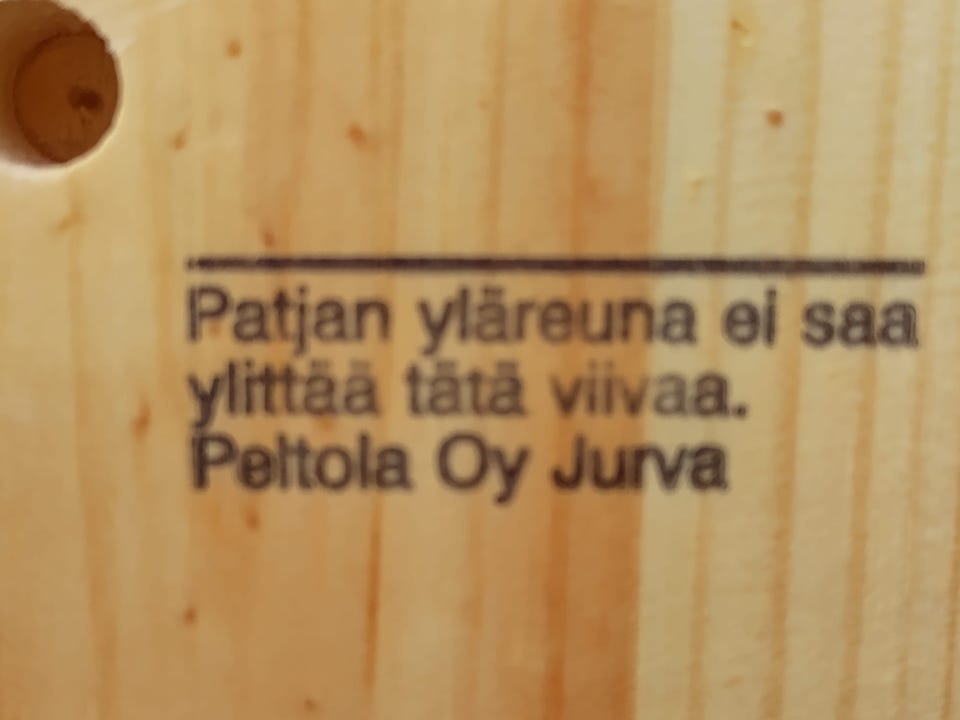 Patjan yläreuna ei saa
ylittää tätä viivaa.
Peltola Oy Jurva